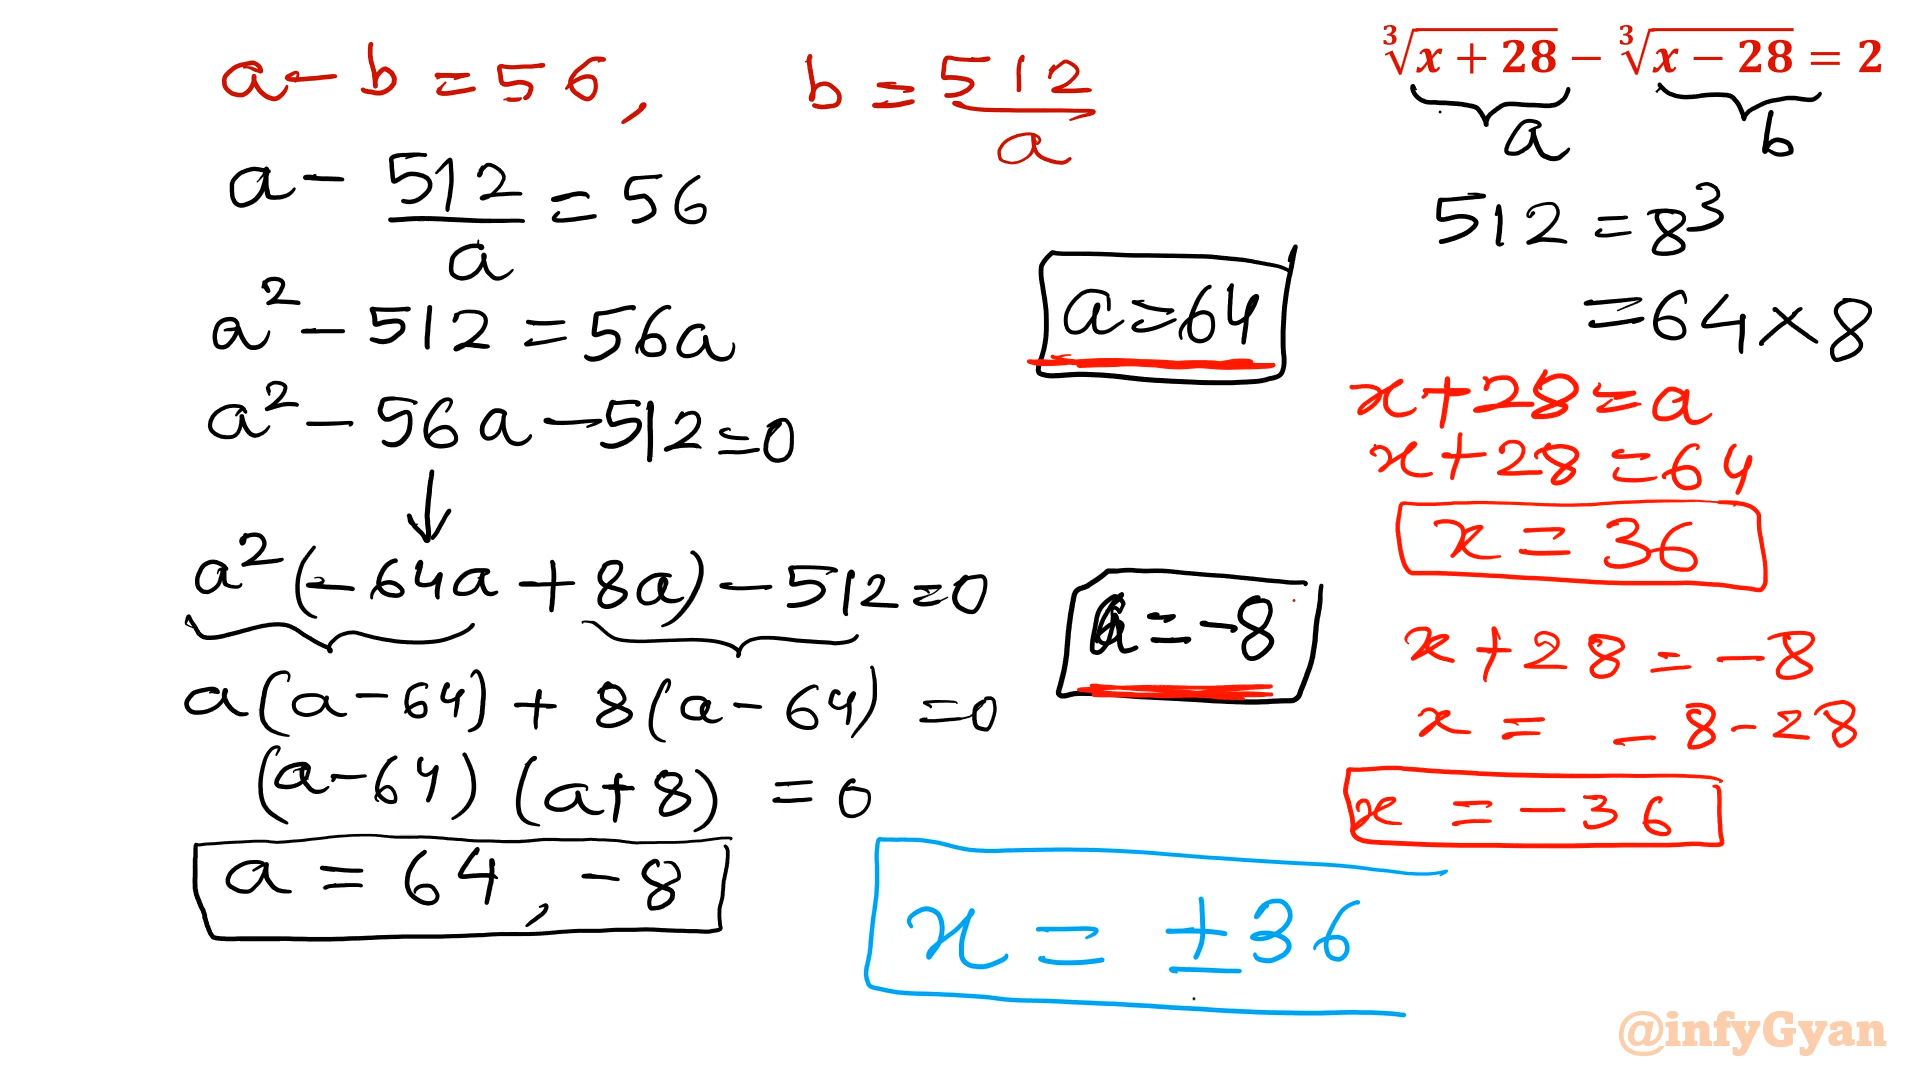 a - b = 56, b = 512/a
a - 512/a = 56
a² - 512 = 56a
a² - 56a - 512 = 0
↓
a² (- 64a + 8a) - 512 = 0
a(a - 64) + 8(a - 64) = 0
(a - 64) (a + 8) = 0
a = 64, -8
a = 64
a = -8
∛x + 28 − ∛x − 28 = 2
a b
512 = 8³
= 64 × 8
x + 28 = a
x + 28 = 64
x = 36
x + 28 = -8
x = - 8 - 28
x = - 36
x = ± 36
@infyGyan